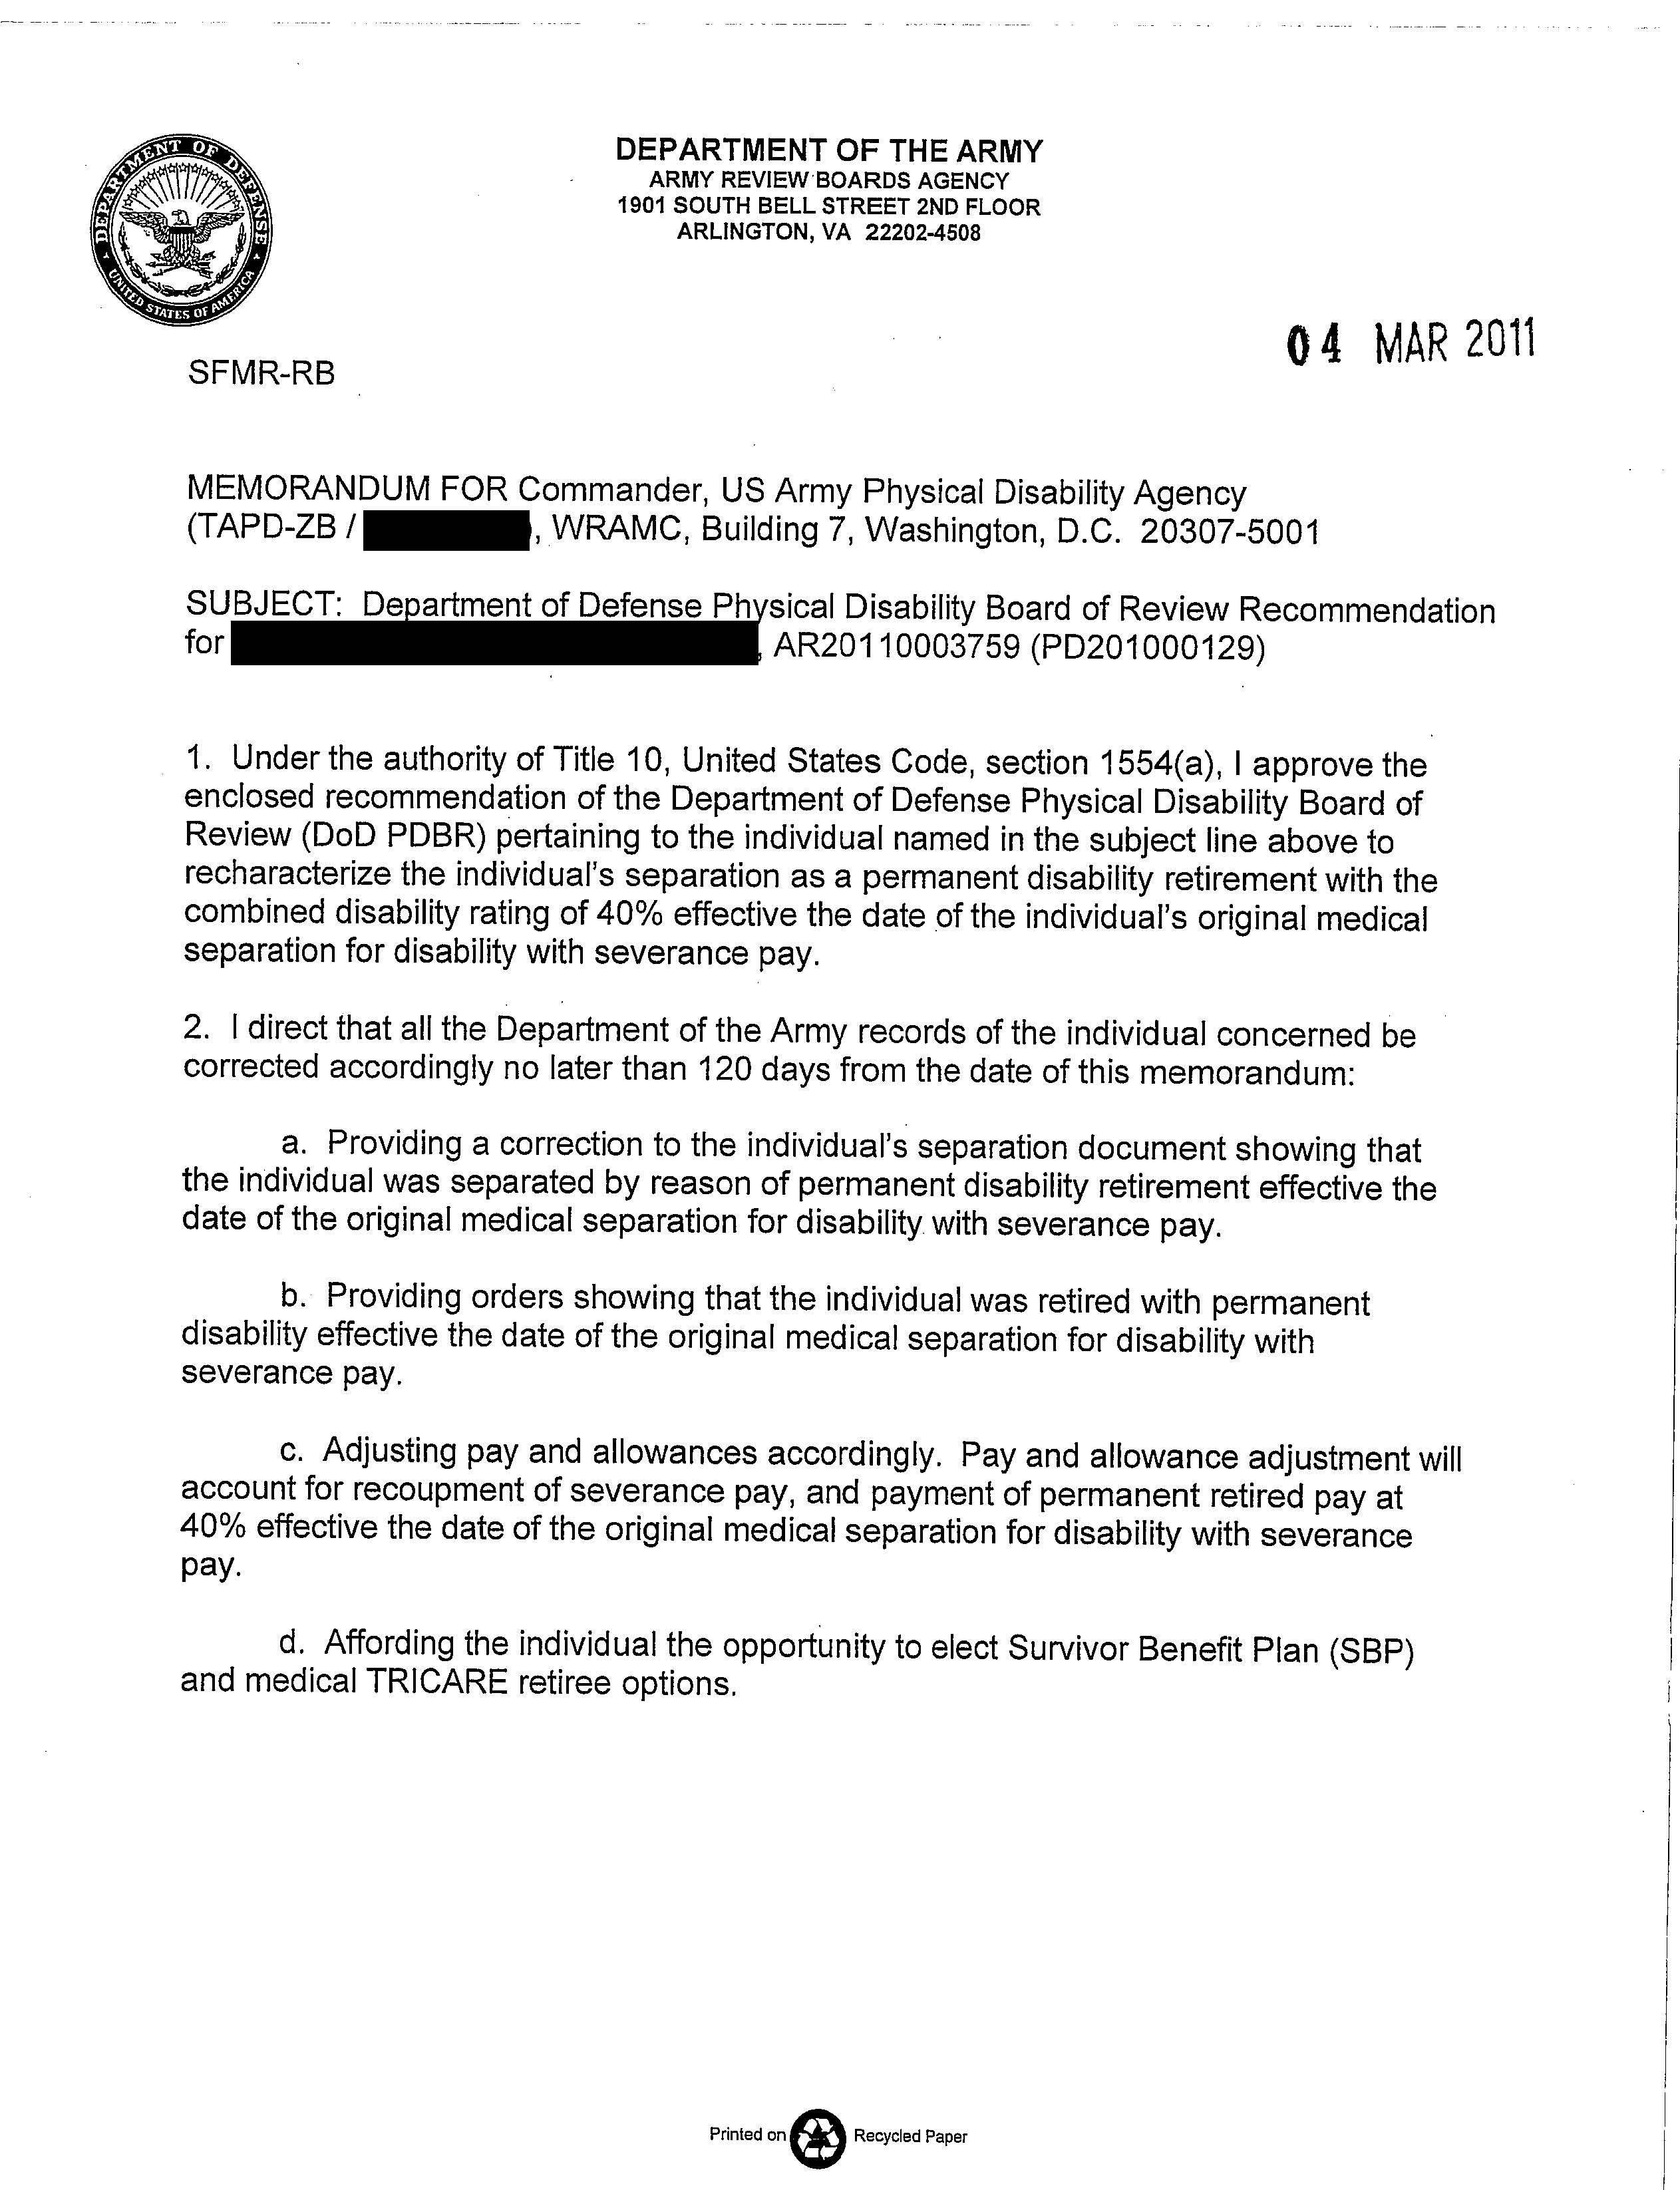 DEPARTMENT OF DEFENSE
UNITED STATES OF AMERICA
DEPARTMENT OF THE ARMY
ARMY REVIEW BOARDS AGENCY
1901 SOUTH BELL STREET 2ND FLOOR
ARLINGTON, VA 22202-4508
04 MAR 2011
SFMR-RB
MEMORANDUM FOR Commander, US Army Physical Disability Agency
(TAPD-ZB / , WRAMC, Building 7, Washington, D.C. 20307-5001
SUBJECT: Department of Defense Physical Disability Board of Review Recommendation
for , AR20110003759 (PD201000129)
1. Under the authority of Title 10, United States Code, section 1554(a), I approve the
enclosed recommendation of the Department of Defense Physical Disability Board of
Review (DoD PDBR) pertaining to the individual named in the subject line above to
recharacterize the individual's separation as a permanent disability retirement with the
combined disability rating of 40% effective the date of the individual's original medical
separation for disability with severance pay.
2. I direct that all the Department of the Army records of the individual concerned be
corrected accordingly no later than 120 days from the date of this memorandum:
a. Providing a correction to the individual's separation document showing that
the individual was separated by reason of permanent disability retirement effective the
date of the original medical separation for disability with severance pay.
b. Providing orders showing that the individual was retired with permanent
disability effective the date of the original medical separation for disability with
severance pay.
c. Adjusting pay and allowances accordingly. Pay and allowance adjustment will
account for recoupment of severance pay, and payment of permanent retired pay at
40% effective the date of the original medical separation for disability with severance
pay.
d. Affording the individual the opportunity to elect Survivor Benefit Plan (SBP)
and medical TRICARE retiree options.
Printed on Recycled Paper